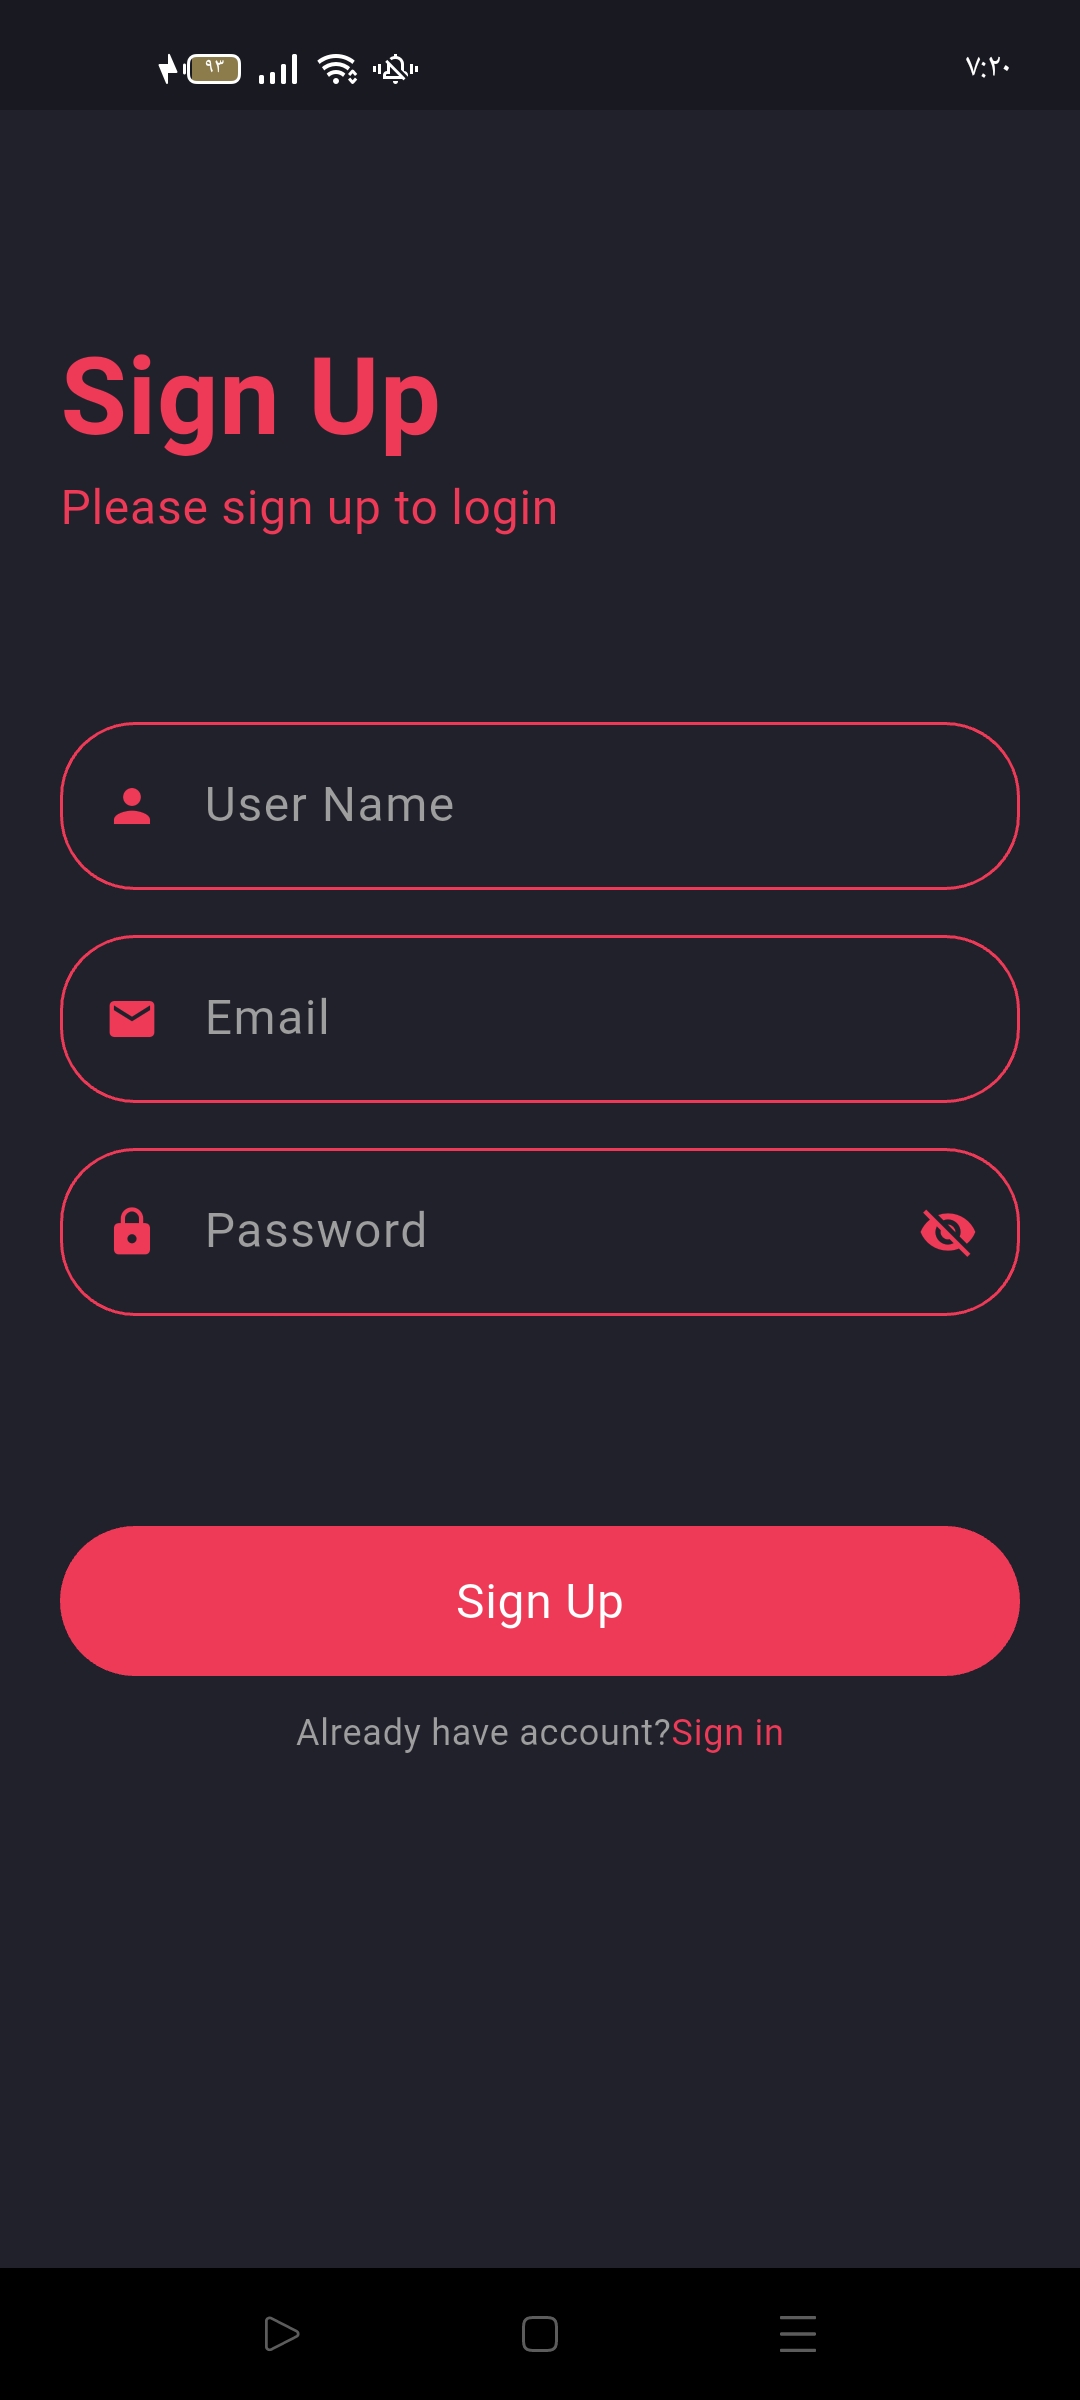 ٩٣ ٧:٢٠
Sign Up
Please sign up to login
User Name
Email
Password
Sign Up
Already have account?Sign in